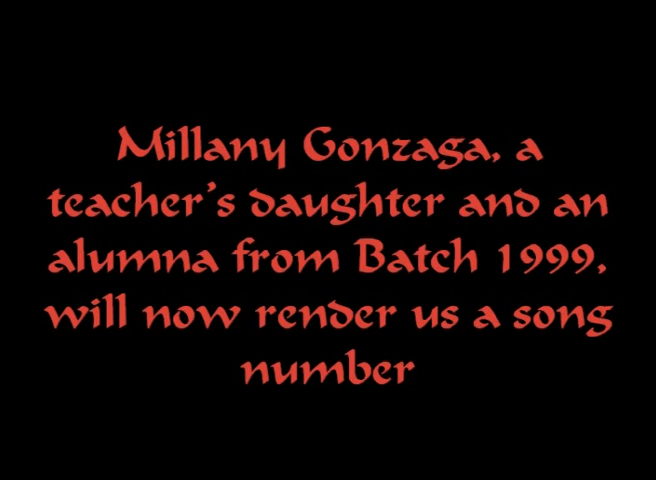 Millany Gonzaga, a
teacher's daughter and an
alumna from Batch 1999,
will now render us a song
number